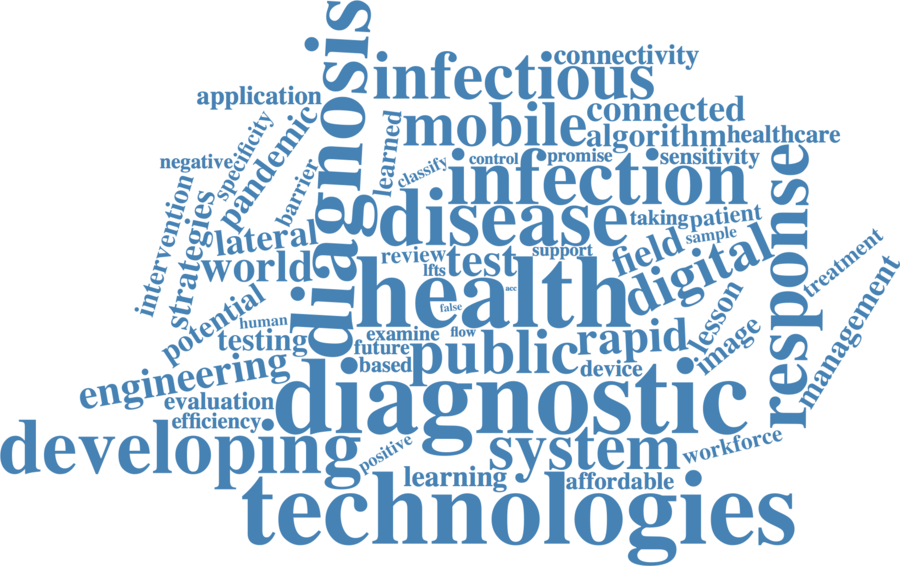 diagnosis
connectivity
infectious
application
connected
mobile
algorithm
healthcare
specificity
pandemic
learned
negative
control
promise
sensitivity
classify
infection
barrier
intervention
strategies
disease
taking
patient
response
lateral
world
review
test
support
field
sample
digital
treatment
lfts
health
acc
false
potential
human
testing
examine
flow
future
based
public
rapid
device
lesson
image
management
engineering
evaluation
efficiency
diagnostic
developing
positive
system
workforce
learning
affordable
technologies